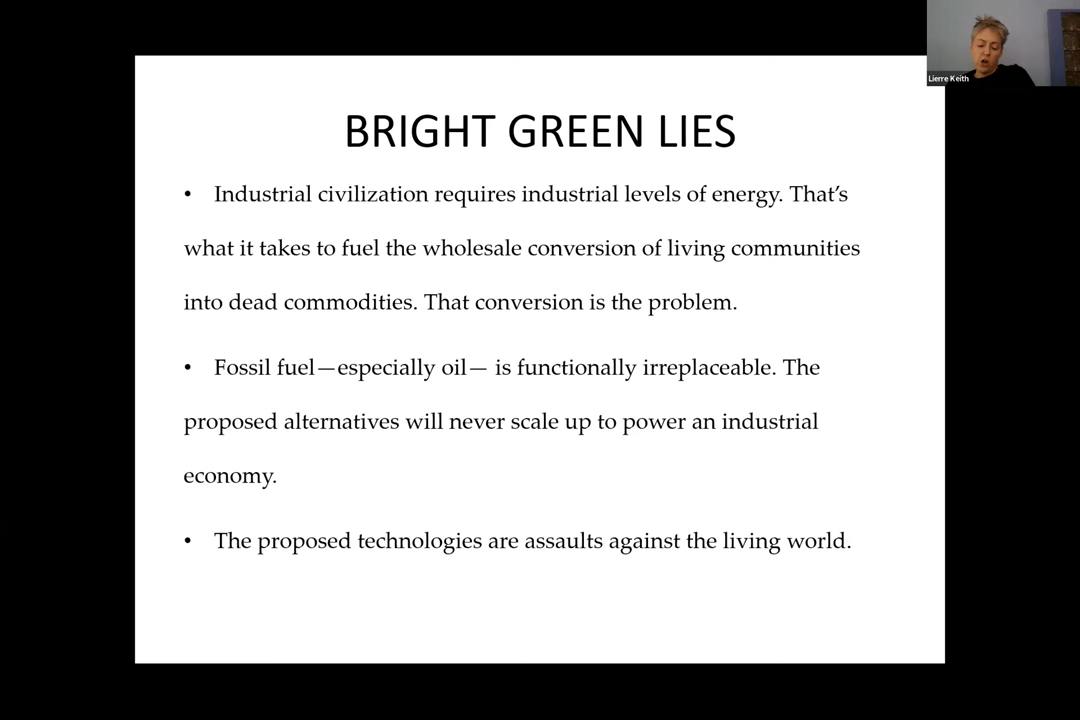 Lierre Keith
BRIGHT GREEN LIES
• Industrial civilization requires industrial levels of energy. That’s
what it takes to fuel the wholesale conversion of living communities
into dead commodities. That conversion is the problem.
• Fossil fuel—especially oil— is functionally irreplaceable. The
proposed alternatives will never scale up to power an industrial
economy.
• The proposed technologies are assaults against the living world.